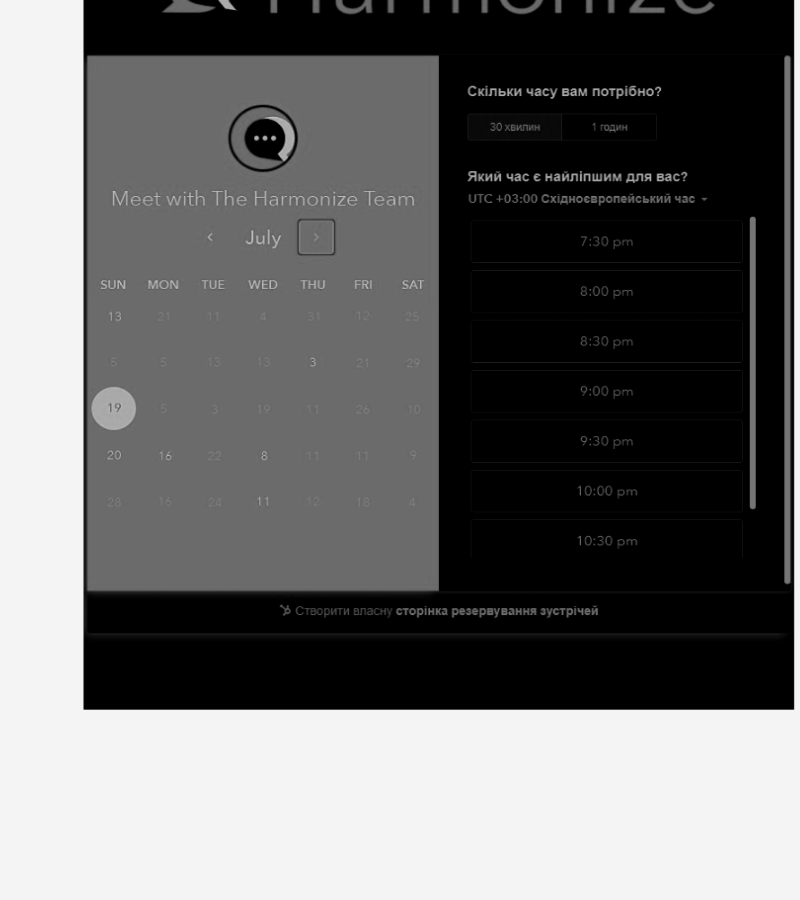 Harmonize
Meet with The Harmonize Team
July
SUN MON TUE WED THU FRI SAT
13 21 11 4 31 12 25
5 5 13 13 3 21 29
19 5 3 19 11 26 10
20 16 22 8 11 11 9
28 16 24 11 12 18 4
Скільки часу вам потрібно?
30 хвилин 1 годин
Який час є найліпшим для вас?
UTC +03:00 Східноєвропейський час
7:30 pm
8:00 pm
8:30 pm
9:00 pm
9:30 pm
10:00 pm
10:30 pm
Створити власну сторінка резервування зустрічей